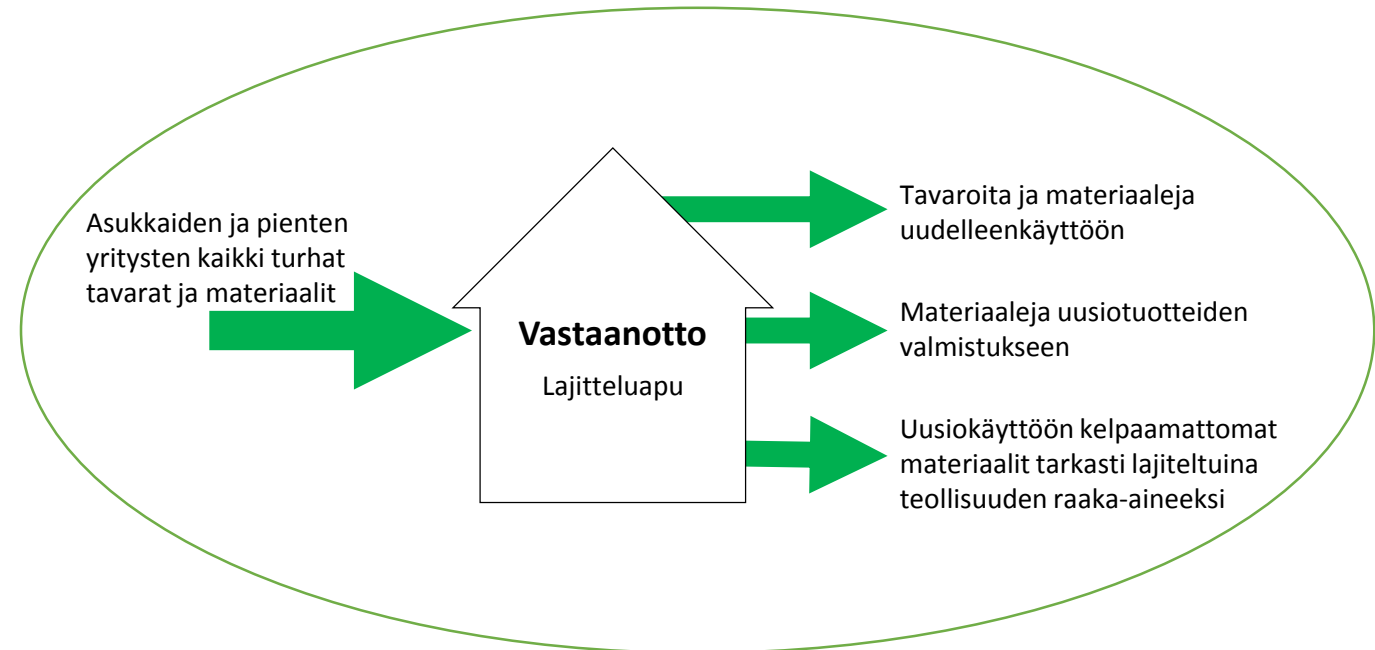 Asukkaiden ja pienten
yritysten kaikki turhat
tavarat ja materiaalit
Vastaanotto
Lajitteluapu
Tavaroita ja materiaaleja
uudelleenkäyttöön
Materiaaleja uusiotuotteiden
valmistukseen
Uusiokäyttöön kelpaamattomat
materiaalit tarkasti lajiteltuina
teollisuuden raaka-aineeksi